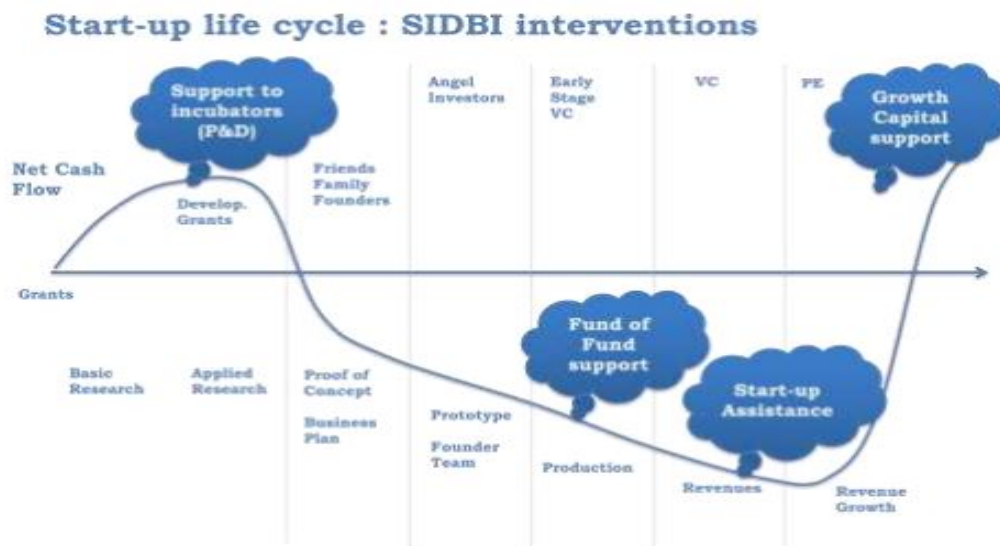 Start-up life cycle : SIDBI interventions
Support to
incubators
(P&D)
Angel
Investors
Early
Stage
VC
VC
PE
Growth
Capital
support
Net Cash
Flow
Develop.
Grants
Friends
Family
Founders
Grants
Fund of
Fund
support
Start-up
Assistance
Basic
Research
Applied
Research
Proof of
Concept
Business
Plan
Prototype
Founder
Team
Production
Revenues
Revenue
Growth